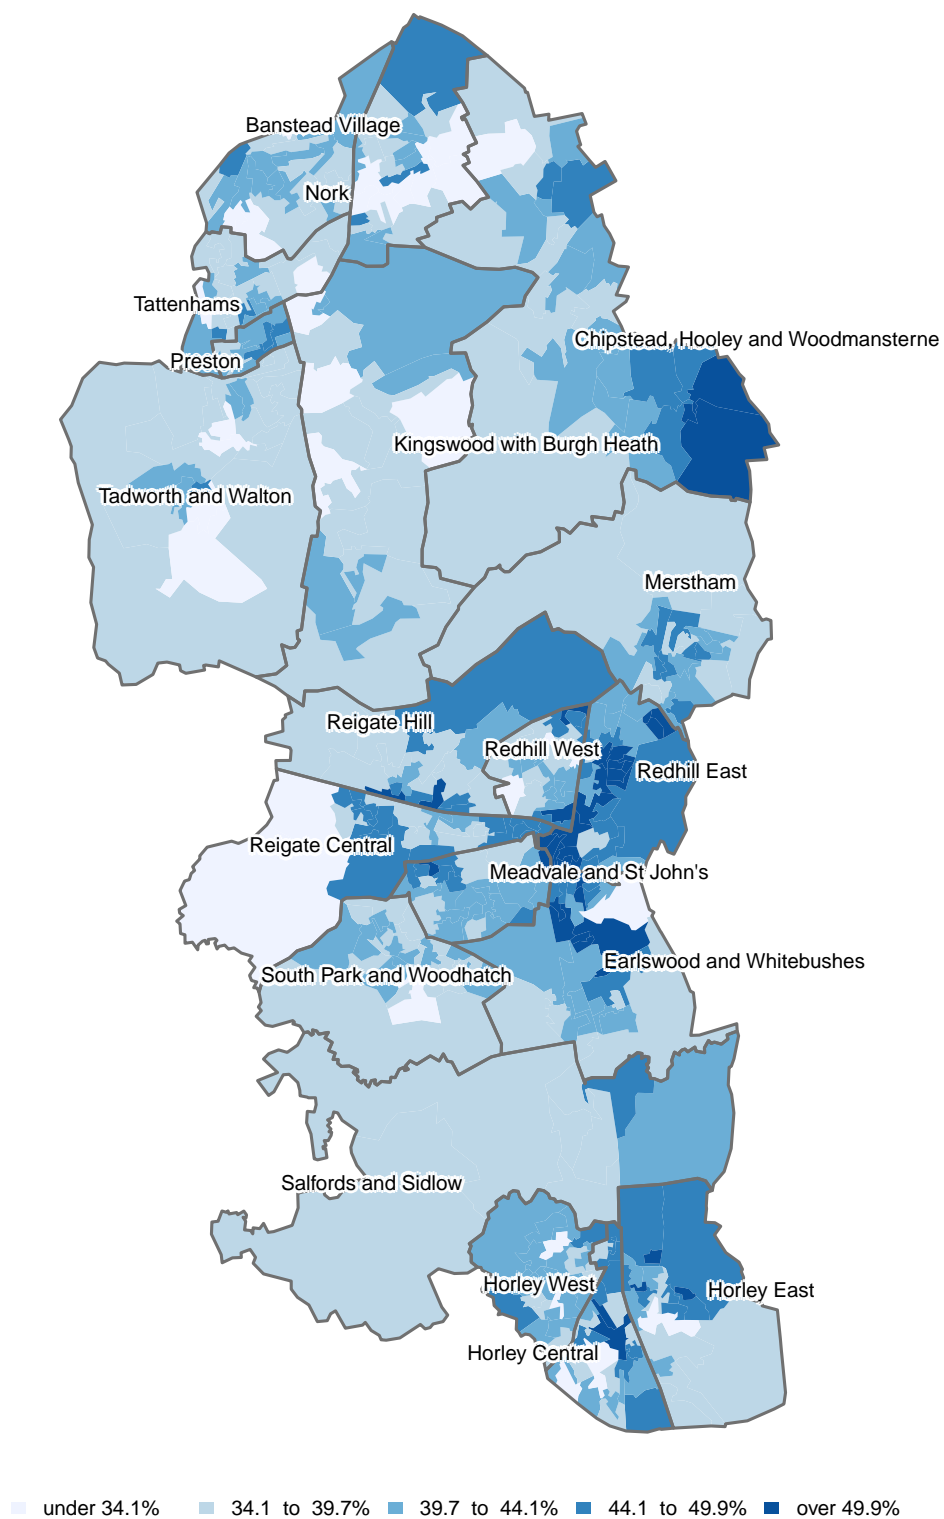 Banstead Village
Nork
Tattenhams
Chipstead, Hooley and Woodmansterne
Preston
Kingswood with Burgh Heath
Tadworth and Walton
Merstham
Reigate Hill
Redhill West
Redhill East
Reigate Central
Meadvale and St John's
Earlswood and Whitebushes
South Park and Woodhatch
Salfords and Sidlow
Horley West
Horley East
Horley Central
under 34.1% 34.1 to 39.7% 39.7 to 44.1% 44.1 to 49.9% over 49.9%